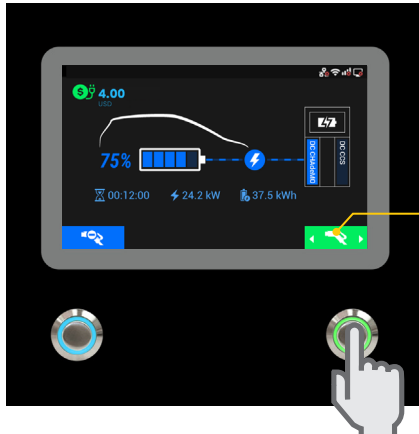 4.00
USD
75%
DC CHAdeMO
DC CCS
00:12:00 24.2 kW 37.5 kWh